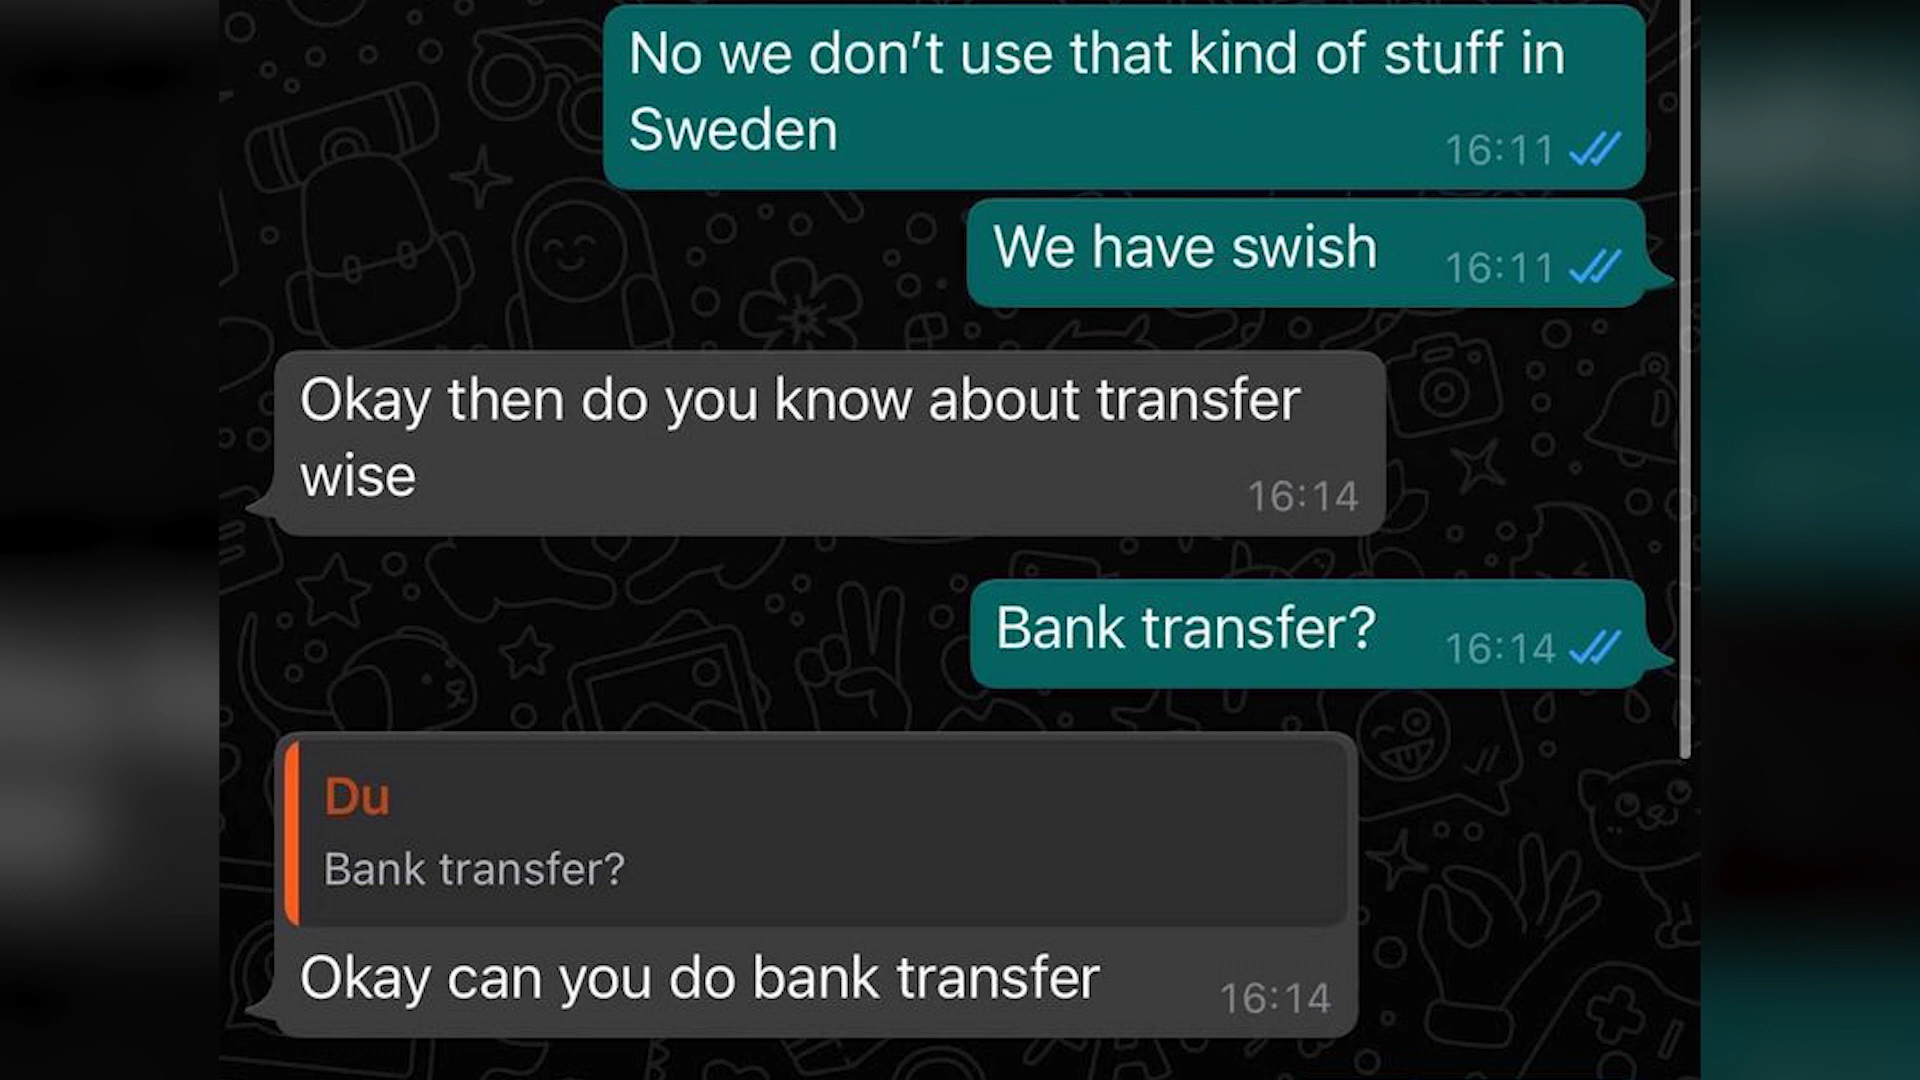 No we don’t use that kind of stuff in
Sweden
16:11
We have swish
16:11
Okay then do you know about transfer
wise
16:14
Bank transfer?
16:14
Du
Bank transfer?
Okay can you do bank transfer
16:14